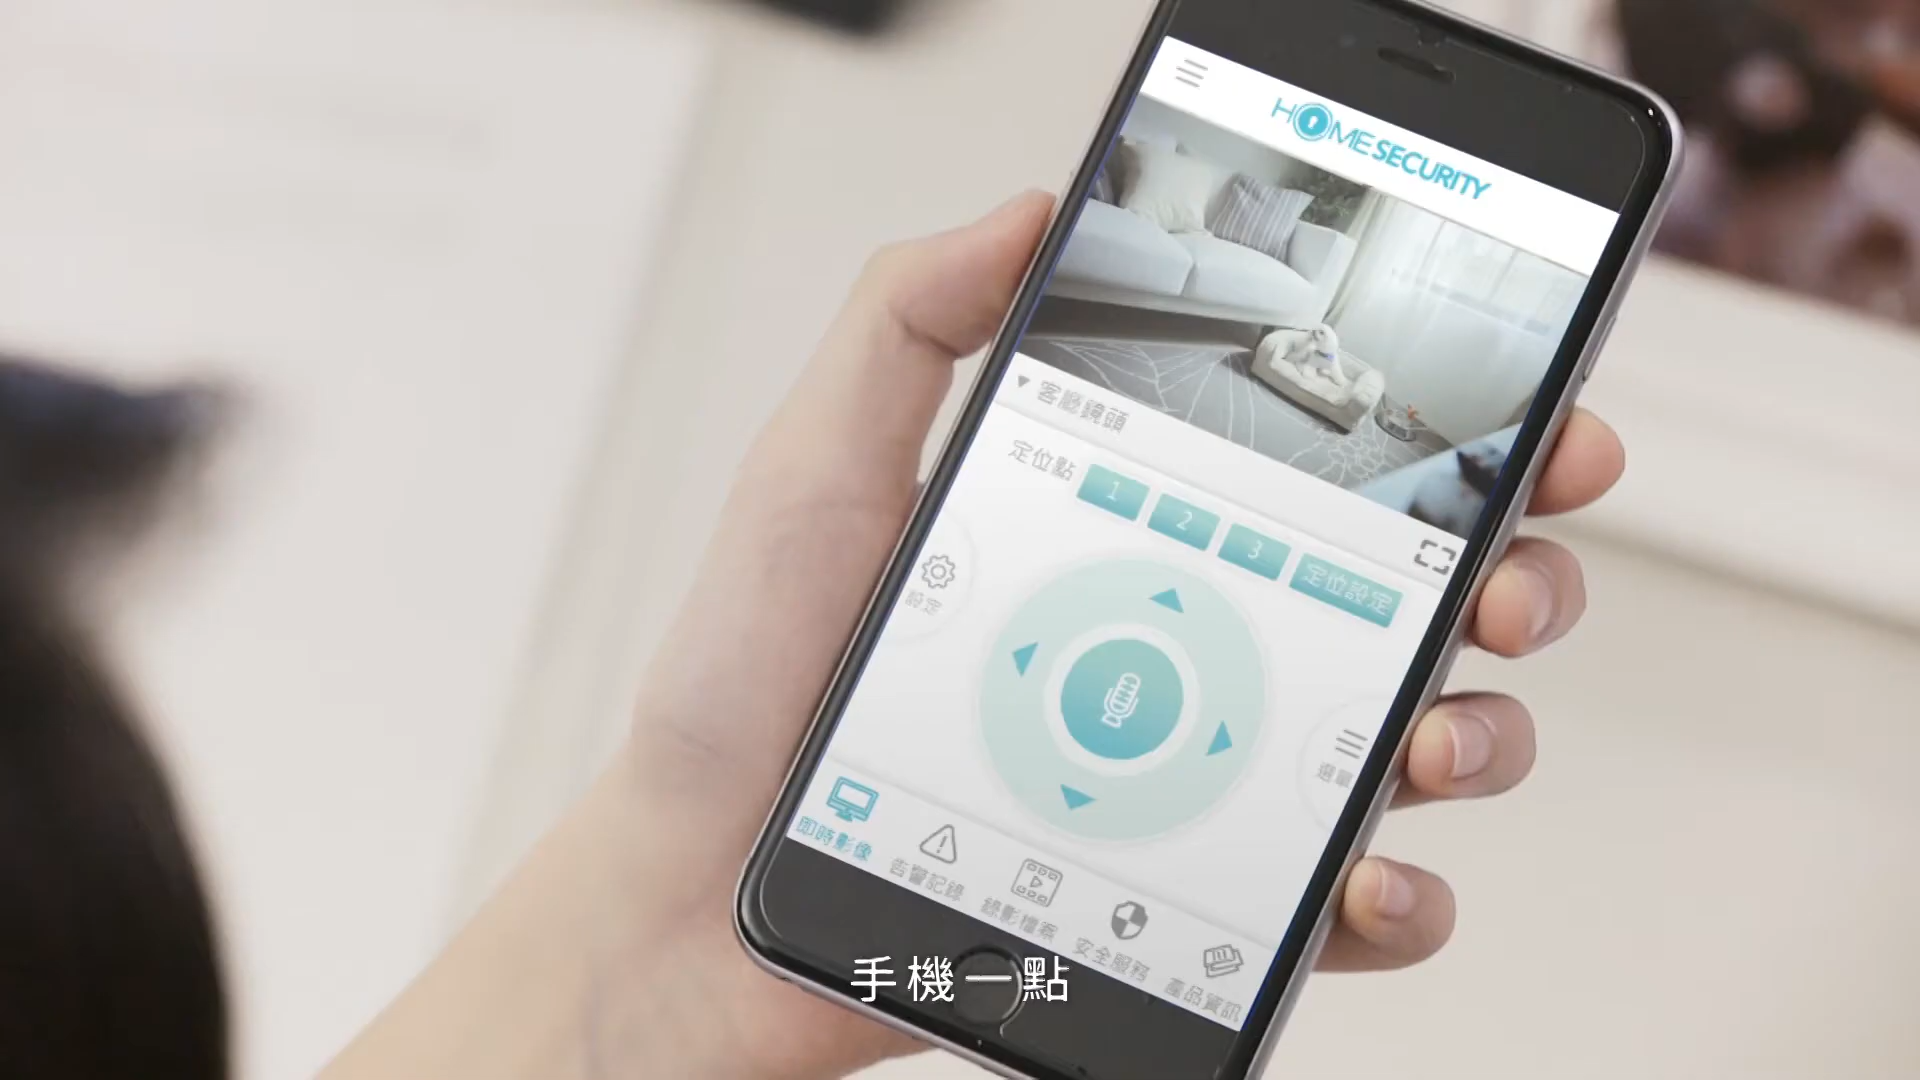 HOMESECURITY
客廳鏡頭
定位點 1 2 3 定位設定
設定
選單
即時影像 告警記錄 錄影檔案 安全服務 產品資訊
手機一點